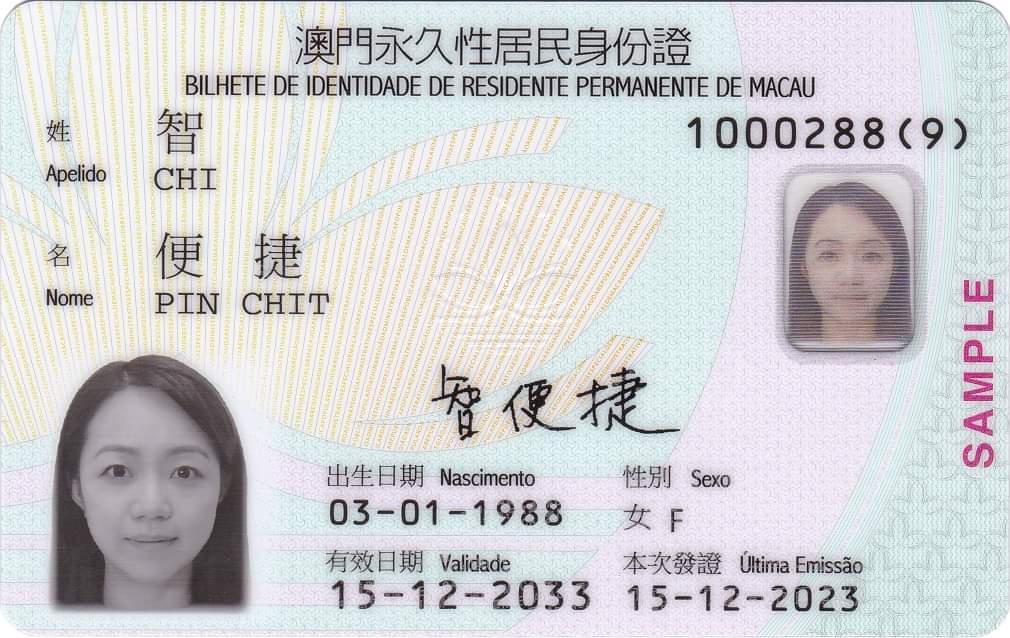 澳門永久性居民身份證
BILHETE DE IDENTIDADE DE RESIDENTE PERMANENTE DE MACAU
1000288(9)
姓 智
Apelido CHI
名 便 捷
Nome PIN CHIT
智便捷
出生日期 Nascimento
03-01-1988
性別 Sexo
女 F
有效日期 Validade
15-12-2033
本次發證 Última Emissão
15-12-2023
SAMPLE